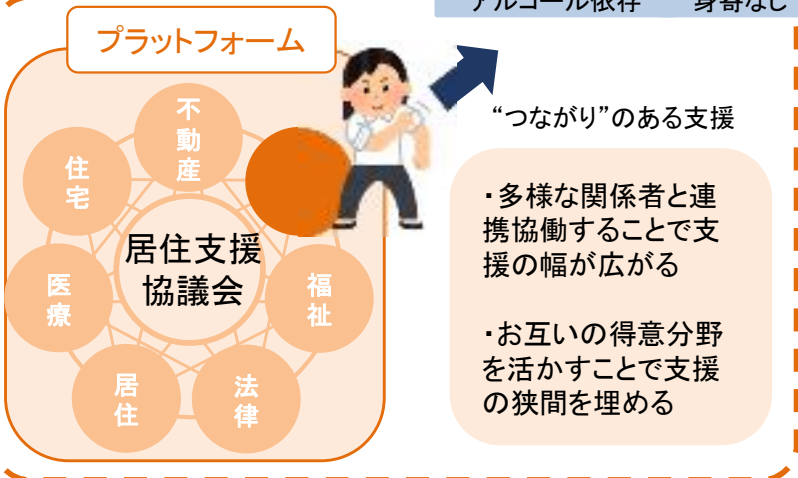 アルコール依存 身寄なし
プラットフォーム
不動産
住宅
医療
居住
法律
福祉
居住支援
協議会
“つながり”のある支援
・多様な関係者と連
携協働することで支
援の幅が広がる
・お互いの得意分野
を活かすことで支援
の狭間を埋める